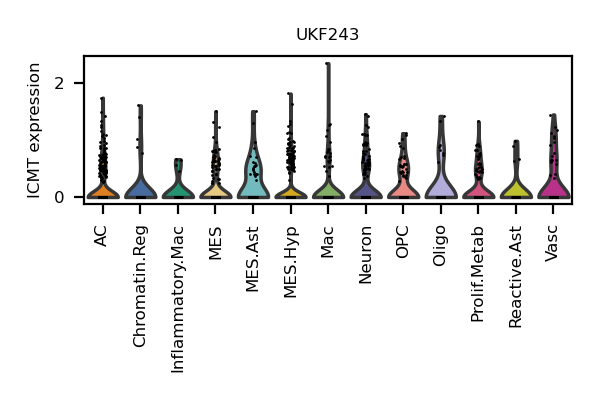 UKF243
ICMT expression
2
0
AC
Chromatin.Reg
Inflammatory.Mac
MES
MES.Ast
MES.Hyp
Mac
Neuron
OPC
Oligo
Prolif.Metab
Reactive.Ast
Vasc